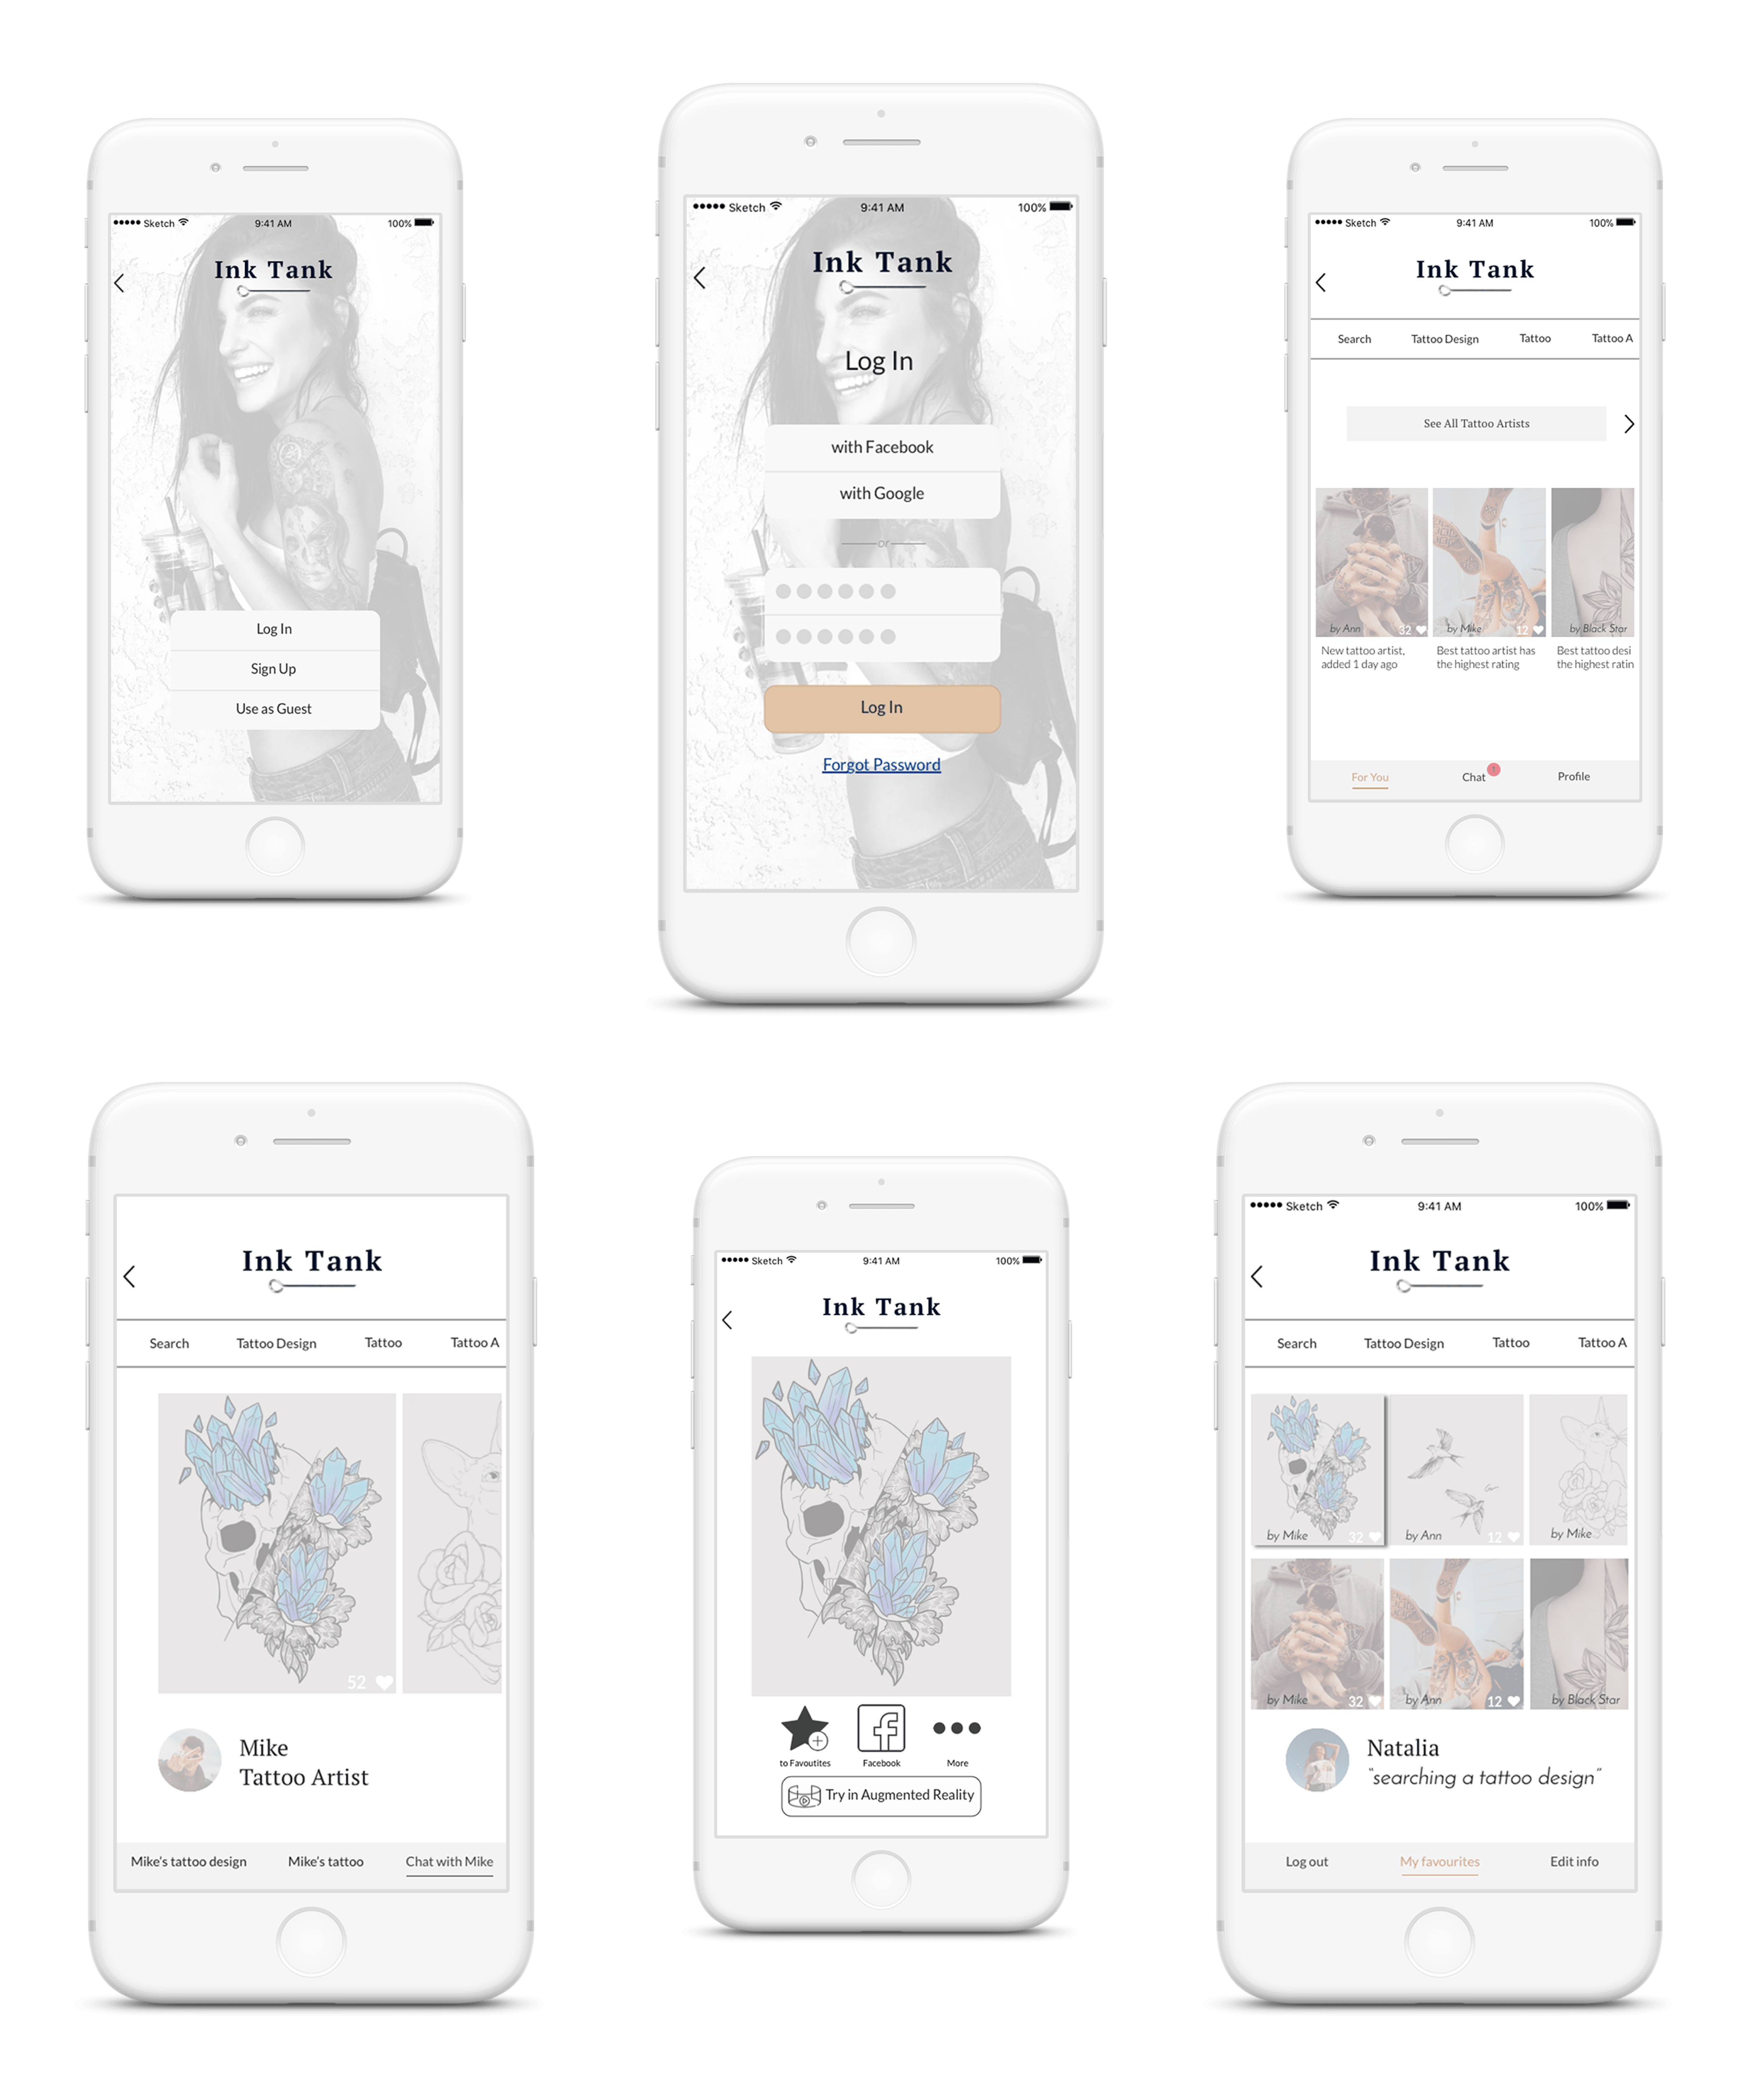 ●●●●● Sketch 9:41 AM 100%
Ink Tank
Log In
Sign Up
Use as Guest
●●●●● Sketch 9:41 AM 100%
Ink Tank
Log In
with Facebook
with Google
or
Log In
Forgot Password
●●●●● Sketch 9:41 AM 100%
Ink Tank
Search Tattoo Design Tattoo Tattoo A
See All Tattoo Artists
by Ann 32 by Mike 12 by Black Star
New tattoo artist, Best tattoo artist has Best tattoo desi
added 1 day ago the highest rating the highest ratin
For You Chat Profile
Ink Tank
Search Tattoo Design Tattoo Tattoo A
52
Mike
Tattoo Artist
Mike's tattoo design Mike's tattoo Chat with Mike
●●●●● Sketch 9:41 AM 100%
Ink Tank
to Favoutites Facebook More
Try in Augmented Reality
●●●●● Sketch 9:41 AM 100%
Ink Tank
Search Tattoo Design Tattoo Tattoo A
by Mike 32 by Ann 12 by Mike
by Mike 32 by Ann 12 by Black Star
Natalia
"searching a tattoo design"
Log out My favourites Edit info